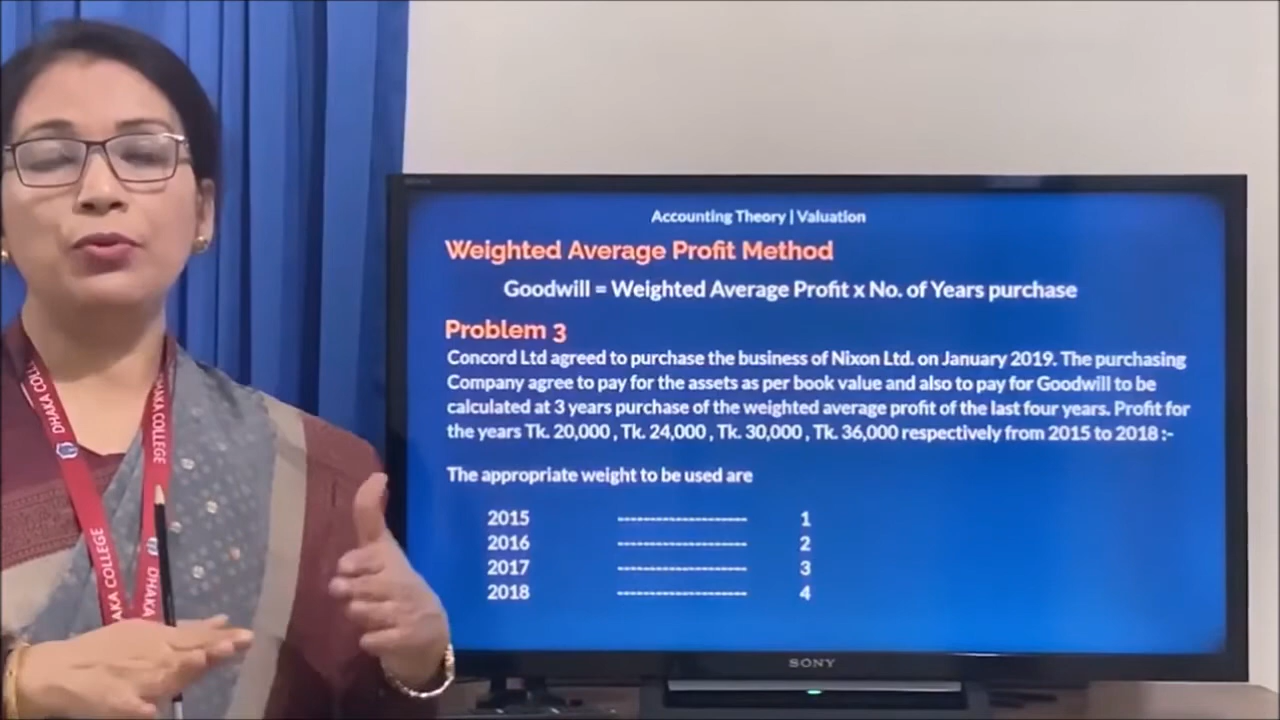 Accounting Theory | Valuation
Weighted Average Profit Method
Goodwill = Weighted Average Profit x No. of Years purchase
Problem 3
Concord Ltd agreed to purchase the business of Nixon Ltd. on January 2019. The purchasing
Company agree to pay for the assets as per book value and also to pay for Goodwill to be
calculated at 3 years purchase of the weighted average profit of the last four years. Profit for
the years Tk. 20,000 , Tk. 24,000 , Tk. 30,000 , Tk. 36,000 respectively from 2015 to 2018 :-
The appropriate weight to be used are
2015 ------------------- 1
2016 ------------------- 2
2017 ------------------- 3
2018 ------------------- 4
SONY
DHAKA COLL
DHAKA COLLEGE
AKA COLLEGE
DHAKA